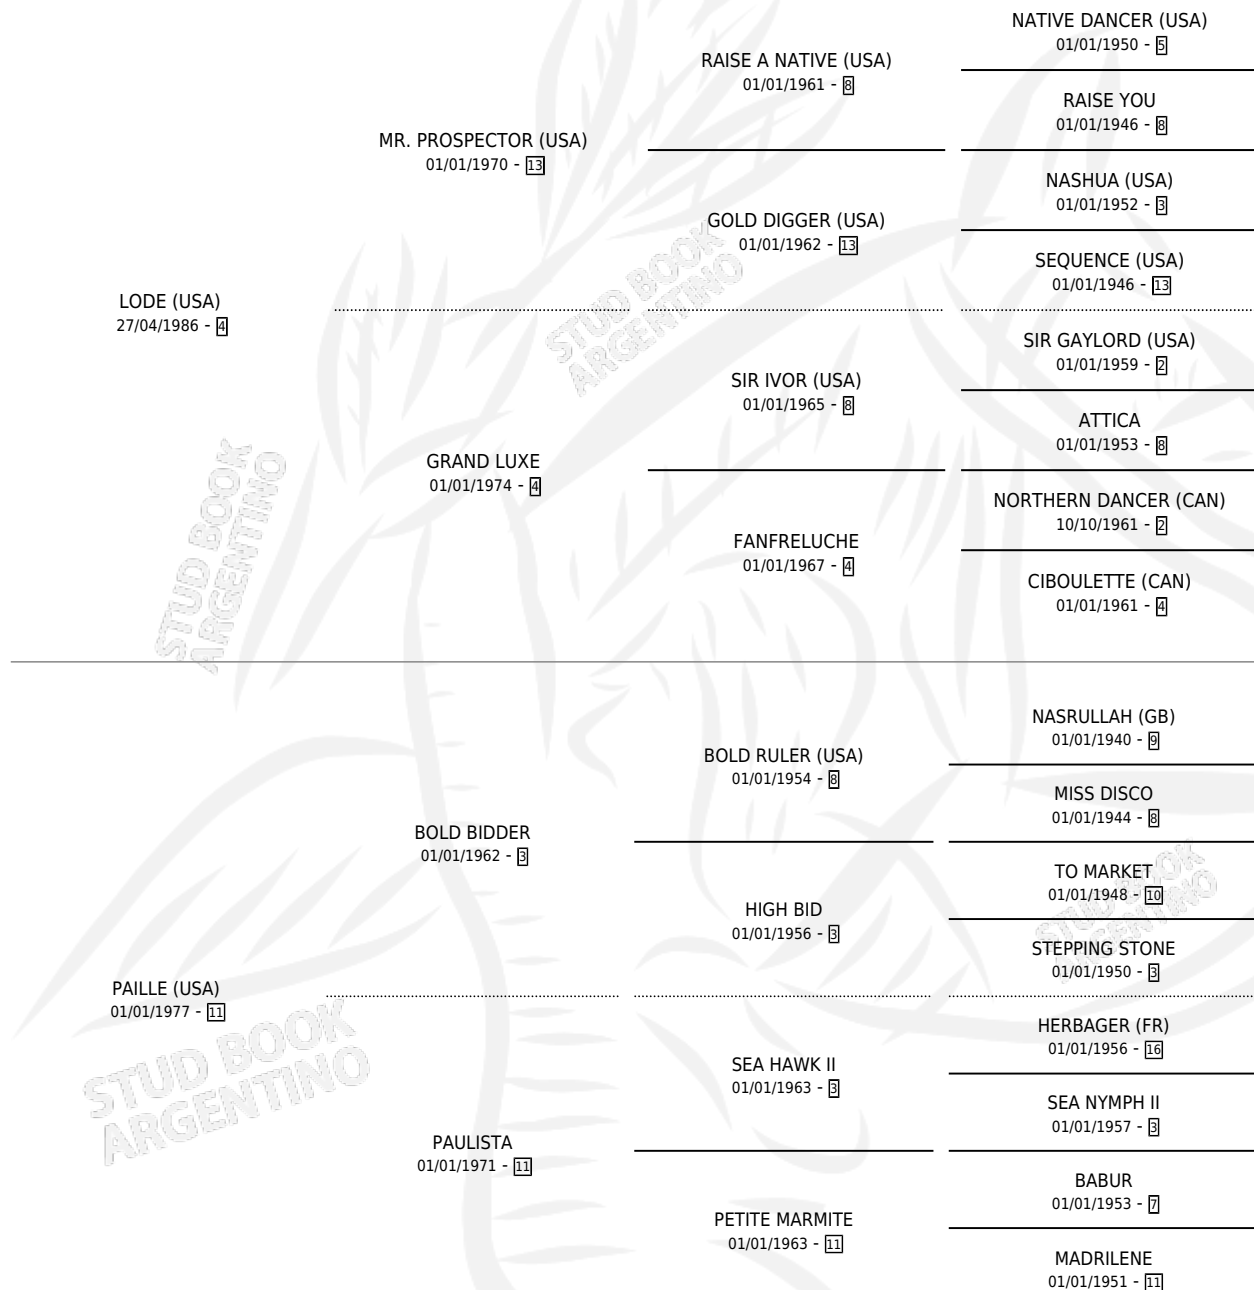 NATIVE DANCER (USA)
01/01/1950 - 5
RAISE A NATIVE (USA)
01/01/1961 - 8
RAISE YOU
01/01/1946 - 8
MR. PROSPECTOR (USA)
01/01/1970 - 13
NASHUA (USA)
01/01/1952 - 3
GOLD DIGGER (USA)
01/01/1962 - 13
SEQUENCE (USA)
01/01/1946 - 13
LODE (USA)
27/04/1986 - 4
STUD BOOK
ARGENTINO
SIR GAYLORD (USA)
01/01/1959 - 2
SIR IVOR (USA)
01/01/1965 - 8
ATTICA
01/01/1953 - 8
GRAND LUXE
01/01/1974 - 4
NORTHERN DANCER (CAN)
10/10/1961 - 2
FANFRELUCHE
01/01/1967 - 4
CIBOULETTE (CAN)
01/01/1961 - 4
STUD BOOK
ARGENTINO
NASRULLAH (GB)
01/01/1940 - 9
BOLD RULER (USA)
01/01/1954 - 8
MISS DISCO
01/01/1944 - 8
BOLD BIDDER
01/01/1962 - 3
TO MARKET
01/01/1948 - 10
HIGH BID
01/01/1956 - 3
STEPPING STONE
01/01/1950 - 3
STUD BOOK
ARGENTINO
PAILLE (USA)
01/01/1977 - 11
HERBAGER (FR)
01/01/1956 - 16
SEA HAWK II
01/01/1963 - 3
SEA NYMPH II
01/01/1957 - 3
STUD BOOK
ARGENTINO
PAULISTA
01/01/1971 - 11
BABUR
01/01/1953 - 7
PETITE MARMITE
01/01/1963 - 11
MADRILENE
01/01/1951 - 11